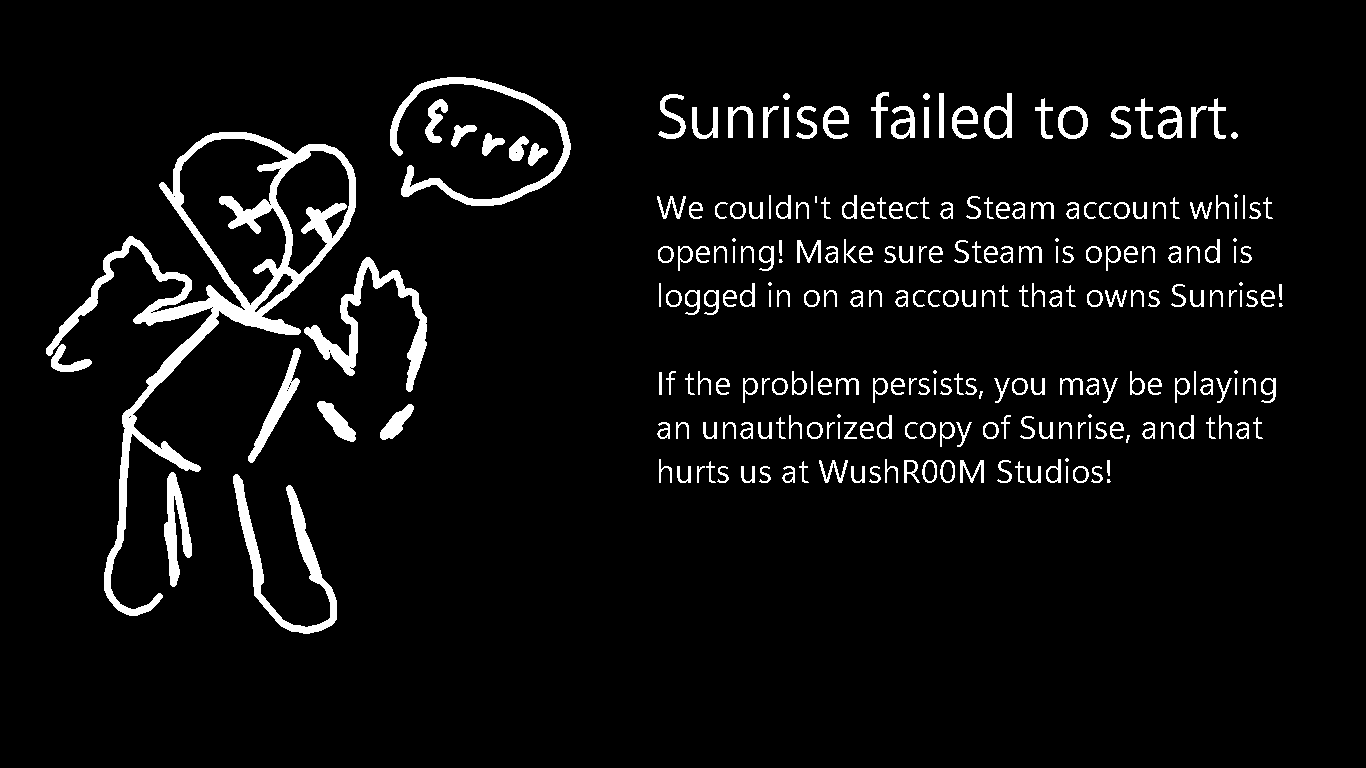 Error
Sunrise failed to start.
We couldn't detect a Steam account whilst
opening! Make sure Steam is open and is
logged in on an account that owns Sunrise!
If the problem persists, you may be playing
an unauthorized copy of Sunrise, and that
hurts us at WushR00M Studios!